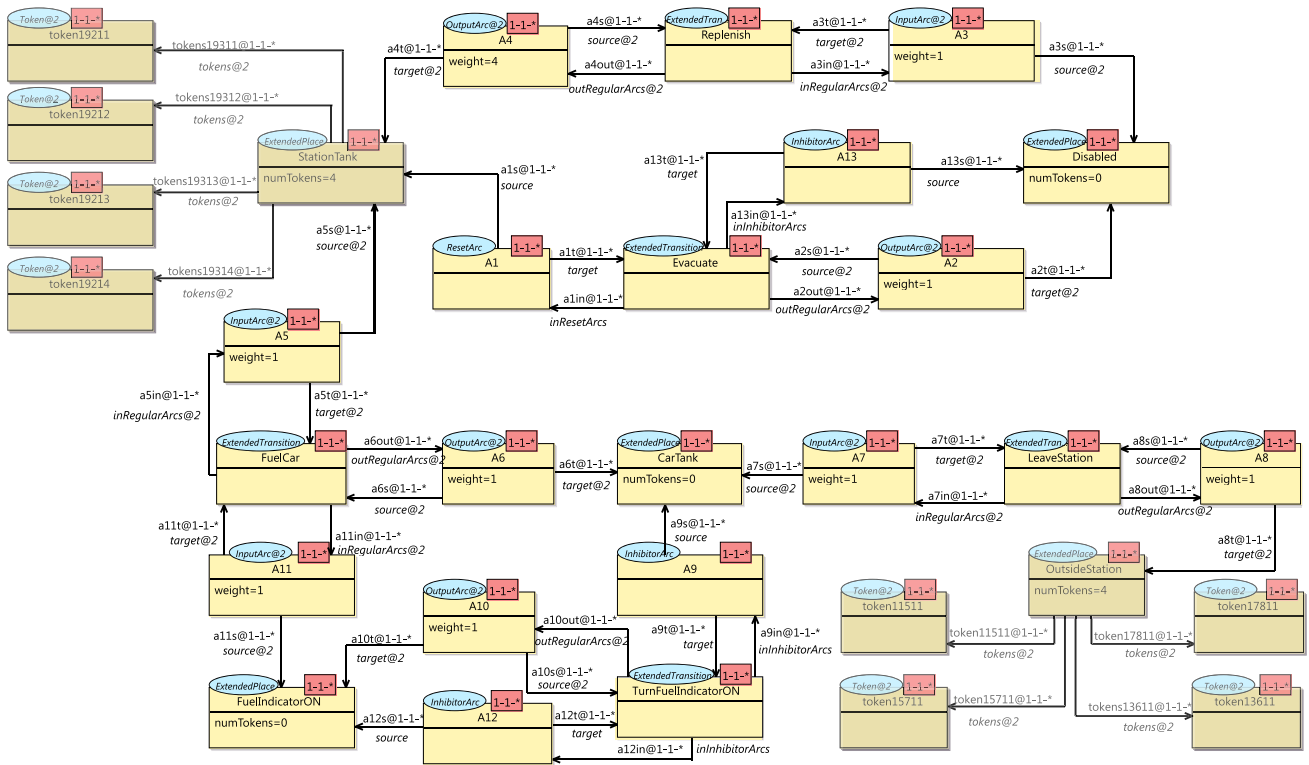 Token@2
1-1-*
token19211
tokens19311@1-1-*
tokens@2
Token@2
1-1-*
token19212
tokens19312@1-1-*
tokens@2
Token@2
1-1-*
token19213
tokens19313@1-1-*
tokens@2
Token@2
1-1-*
token19214
tokens19314@1-1-*
tokens@2
ExtendedPlace
1-1-*
StationTank
numTokens=4
a4t@1-1-*
target@2
OutputArc@2
1-1-*
A4
weight=4
a4s@1-1-*
source@2
a4out@1-1-*
outRegularArcs@2
ExtendedTran
1-1-*
Replenish
a3t@1-1-*
target@2
a3in@1-1-*
inRegularArcs@2
InputArc@2
1-1-*
A3
weight=1
a3s@1-1-*
source@2
a1s@1-1-*
source
a13t@1-1-*
target
InhibitorArc
1-1-*
A13
a13s@1-1-*
source
a13in@1-1-*
inInhibitorArcs
ExtendedPlace
1-1-*
Disabled
numTokens=0
a5s@1-1-*
source@2
ResetArc
1-1-*
A1
a1t@1-1-*
target
a1in@1-1-*
inResetArcs
ExtendedTransition
1-1-*
Evacuate
a2s@1-1-*
source@2
a2out@1-1-*
outRegularArcs@2
OutputArc@2
1-1-*
A2
weight=1
a2t@1-1-*
target@2
InputArc@2
1-1-*
A5
weight=1
a5in@1-1-*
inRegularArcs@2
a5t@1-1-*
target@2
ExtendedTransition
1-1-*
FuelCar
a6out@1-1-*
outRegularArcs@2
a6s@1-1-*
source@2
OutputArc@2
1-1-*
A6
weight=1
a6t@1-1-*
target@2
ExtendedPlace
1-1-*
CarTank
numTokens=0
a7s@1-1-*
source@2
InputArc@2
1-1-*
A7
weight=1
a7t@1-1-*
target@2
a7in@1-1-*
inRegularArcs@2
ExtendedTran
1-1-*
LeaveStation
a8s@1-1-*
source@2
a8out@1-1-*
outRegularArcs@2
OutputArc@2
1-1-*
A8
weight=1
a11t@1-1-*
target@2
a11in@1-1-*
inRegularArcs@2
a9s@1-1-*
source
a8t@1-1-*
target@2
InputArc@2
1-1-*
A11
weight=1
a11s@1-1-*
source@2
OutputArc@2
1-1-*
A10
weight=1
a10out@1-1-*
outRegularArcs@2
a10t@1-1-*
target@2
a10s@1-1-*
source@2
InhibitorArc
1-1-*
A9
a9t@1-1-*
target
a9in@1-1-*
inInhibitorArcs
ExtendedPlace
1-1-*
OutsideStation
numTokens=4
Token@2
1-1-*
token11511
token11511@1-1-*
tokens@2
Token@2
1-1-*
token17811
token17811@1-1-*
tokens@2
ExtendedPlace
1-1-*
FuelIndicatorON
numTokens=0
a12s@1-1-*
source
InhibitorArc
1-1-*
A12
a12t@1-1-*
target
a12in@1-1-*
inInhibitorArcs
ExtendedTransition
1-1-*
TurnFuelIndicatorON
Token@2
1-1-*
token15711
token15711@1-1-*
tokens@2
Token@2
1-1-*
token13611
tokens13611@1-1-*
tokens@2